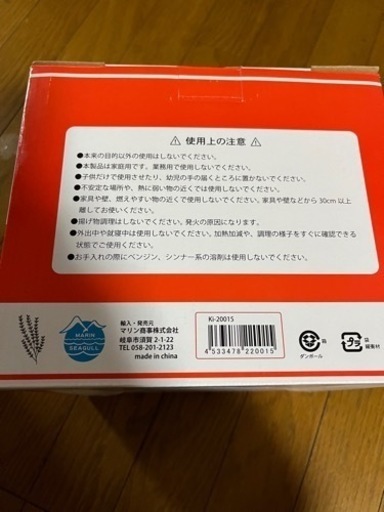 ⚠ 使用上の注意 ⚠
●本来の目的以外の使用はしないでください。
●本製品は家庭用です。業務用で使用しないでください。
●子供だけで使用させたり、幼児の手の届くところに置かないでください。
●不安定な場所や、熱に弱い物の近くでは使用しないでください。
●家具や壁、燃えやすい物の近くで使用しないでください。家具や壁などから 30cm 以上
離してお使いください。
●揚げ物調理はしないでください。発火の原因になります。
●外出中や就寝中は使用しないでください。加熱加減や、調理の様子をすぐに確認できる
状態でご使用ください。
●お手入れの際にベンジン、シンナー系の溶剤は使用しないでください。
MARIN
SEAGULL
輸入・発売元
マリン商事株式会社
岐阜市須賀 2-1-22
TEL 058-201-2123
made in china
Ki-20015
4 533478 220015
箱
ダンボール
プラ
袋
緩衝材